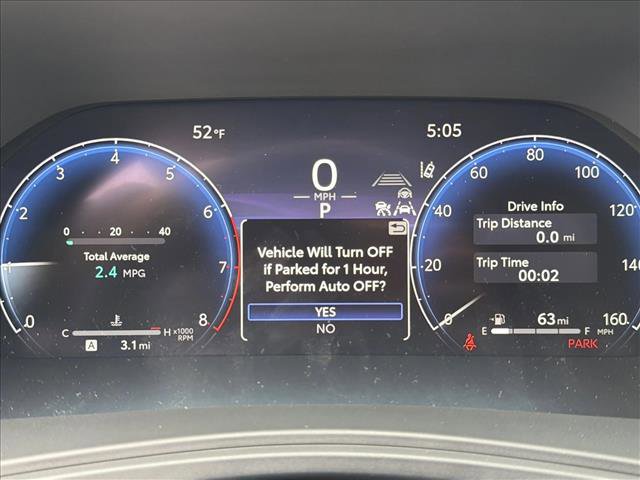 52°F
5:05
0
MPH
P
0 1 2 3 4 5 6 7 8
x1000
RPM
0 20 40
Total Average
2.4 MPG
C H
A 3.1 mi
Vehicle Will Turn OFF
if Parked for 1 Hour,
Perform Auto OFF?
YES
NO
0 20 40 60 80 100 120 140 160
MPH
Drive Info
Trip Distance
0.0 mi
Trip Time
00:02
E 63 mi F
PARK